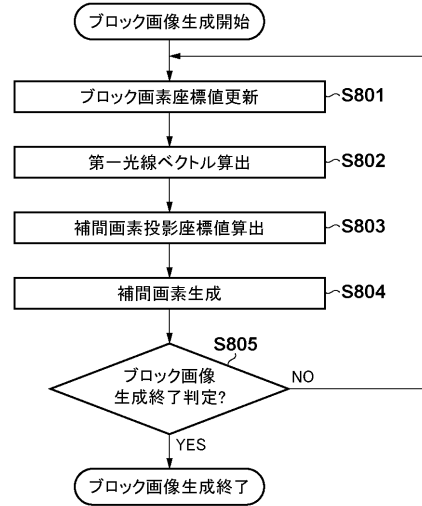 ブロック画像生成開始
ブロック画素座標値更新
S801
第一光線ベクトル算出
S802
補間画素投影座標値算出
S803
補間画素生成
S804
S805
ブロック画像
生成終了判定?
NO
YES
ブロック画像生成終了